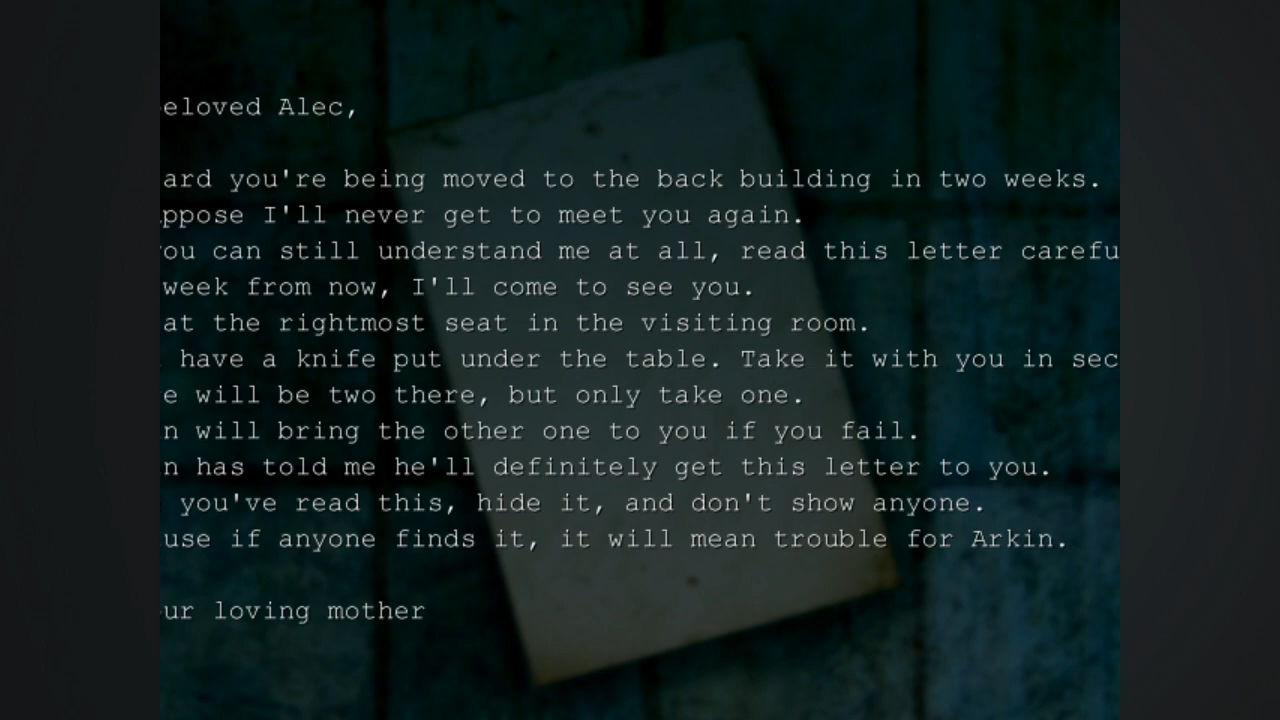 eloved Alec,
ard you're being moved to the back building in two weeks.
ppose I'll never get to meet you again.
ou can still understand me at all, read this letter carefu
week from now, I'll come to see you.
at the rightmost seat in the visiting room.
have a knife put under the table. Take it with you in sec
e will be two there, but only take one.
n will bring the other one to you if you fail.
n has told me he'll definitely get this letter to you.
you've read this, hide it, and don't show anyone.
use if anyone finds it, it will mean trouble for Arkin.
ur loving mother